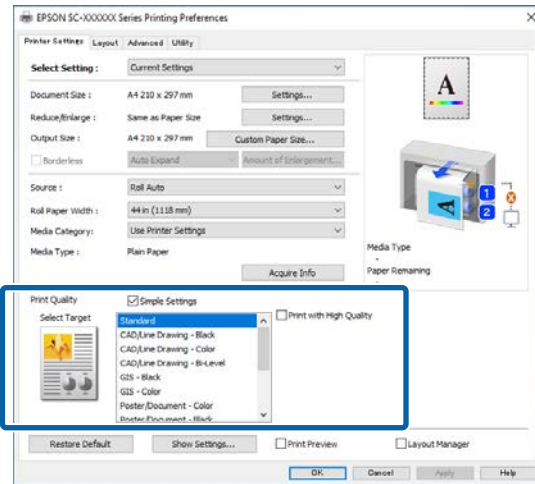 EPSON SC-XXXXXX Series Printing Preferences
Printer Settings Layout Advanced Utility
Select Setting : Current Settings
Document Size : A4 210 x 297 mm Settings...
Reduce/Enlarge : Same as Paper Size Settings...
Output Size : A4 210 x 297 mm Custom Paper Size...
Borderless Auto Expand Amount of Enlargement...
Source : Roll Auto
Roll Paper Width : 44 in (1118 mm)
Media Category: Use Printer Settings
Media Type : Plain Paper
Acquire Info
A
A
1
2
Media Type
-
Paper Remaining
-
Print Quality Simple Settings
Select Target
Standard
CAD/Line Drawing - Black
CAD/Line Drawing - Color
CAD/Line Drawing - Bi-Level
GIS - Black
GIS - Color
Poster/Document - Color
Poster/Document - Black
Print with High Quality
Restore Default Show Settings... Print Preview Layout Manager
OK Cancel Apply Help